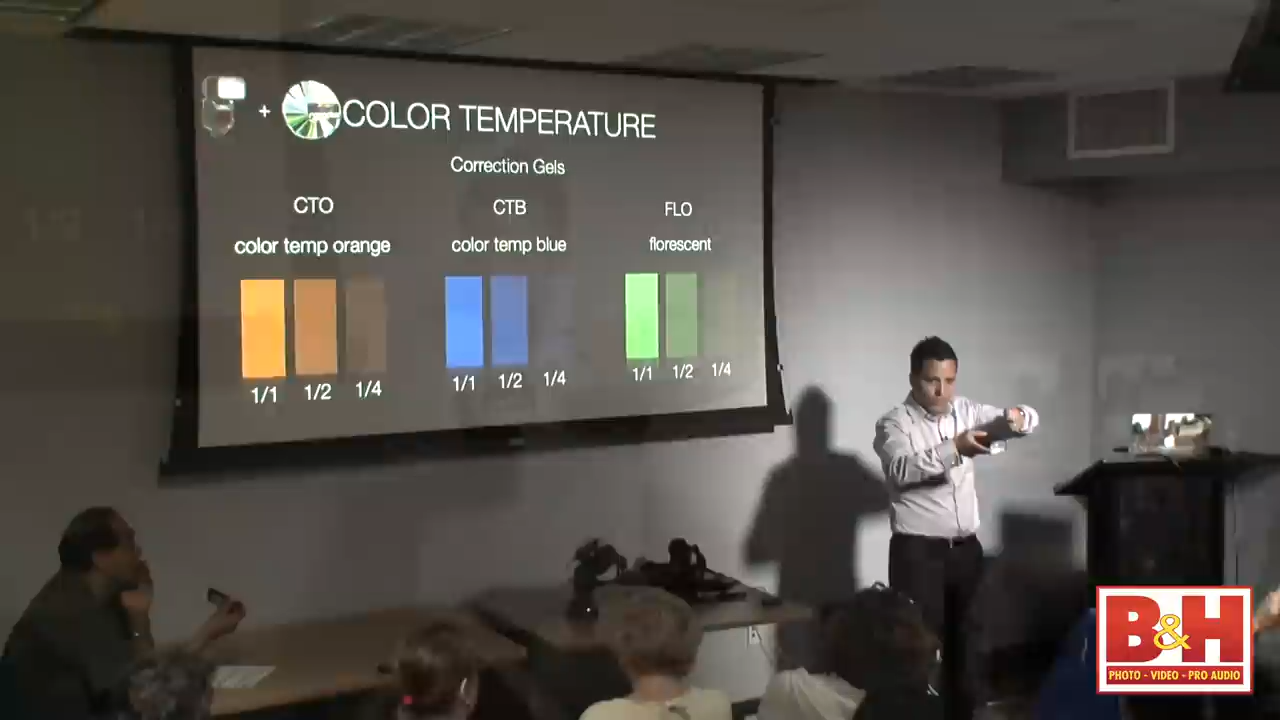 + COLOR TEMPERATURE
Correction Gels
CTO CTB FLO
color temp orange color temp blue florescent
1/1 1/2 1/4 1/1 1/2 1/4 1/1 1/2 1/4
B&H
PHOTO - VIDEO - PRO AUDIO